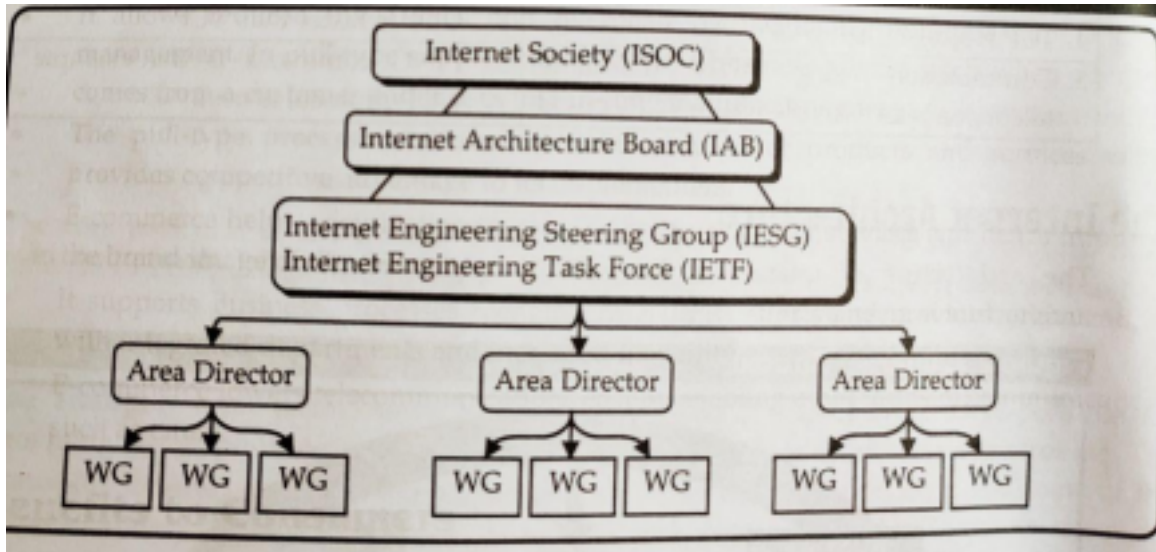 Internet Society (ISOC)
Internet Architecture Board (IAB)
Internet Engineering Steering Group (IESG)
Internet Engineering Task Force (IETF)
Area Director
Area Director
Area Director
WG WG WG
WG WG WG
WG WG WG